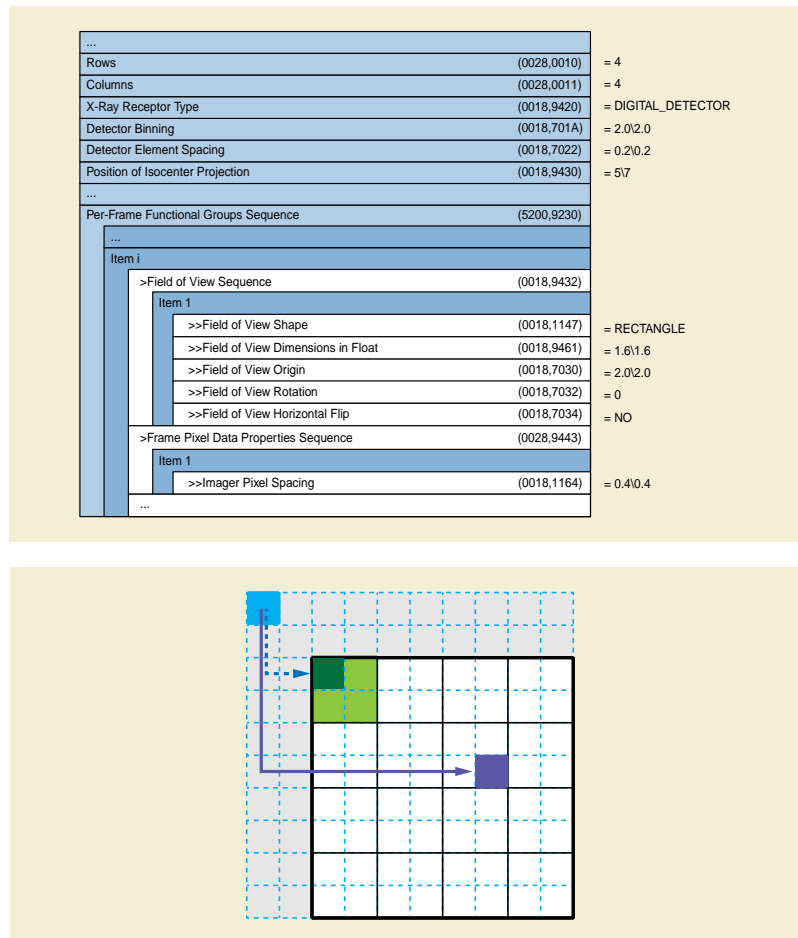 ...
Rows (0028,0010) = 4
Columns (0028,0011) = 4
X-Ray Receptor Type (0018,9420) = DIGITAL_DETECTOR
Detector Binning (0018,701A) = 2.0\2.0
Detector Element Spacing (0018,7022) = 0.2\0.2
Position of Isocenter Projection (0018,9430) = 5\7
...
Per-Frame Functional Groups Sequence (5200,9230)
...
Item i
>Field of View Sequence (0018,9432)
Item 1
>>Field of View Shape (0018,1147) = RECTANGLE
>>Field of View Dimensions in Float (0018,9461) = 1.6\1.6
>>Field of View Origin (0018,7030) = 2.0\2.0
>>Field of View Rotation (0018,7032) = 0
>>Field of View Horizontal Flip (0018,7034) = NO
>Frame Pixel Data Properties Sequence (0028,9443)
Item 1
>>Imager Pixel Spacing (0018,1164) = 0.4\0.4
...